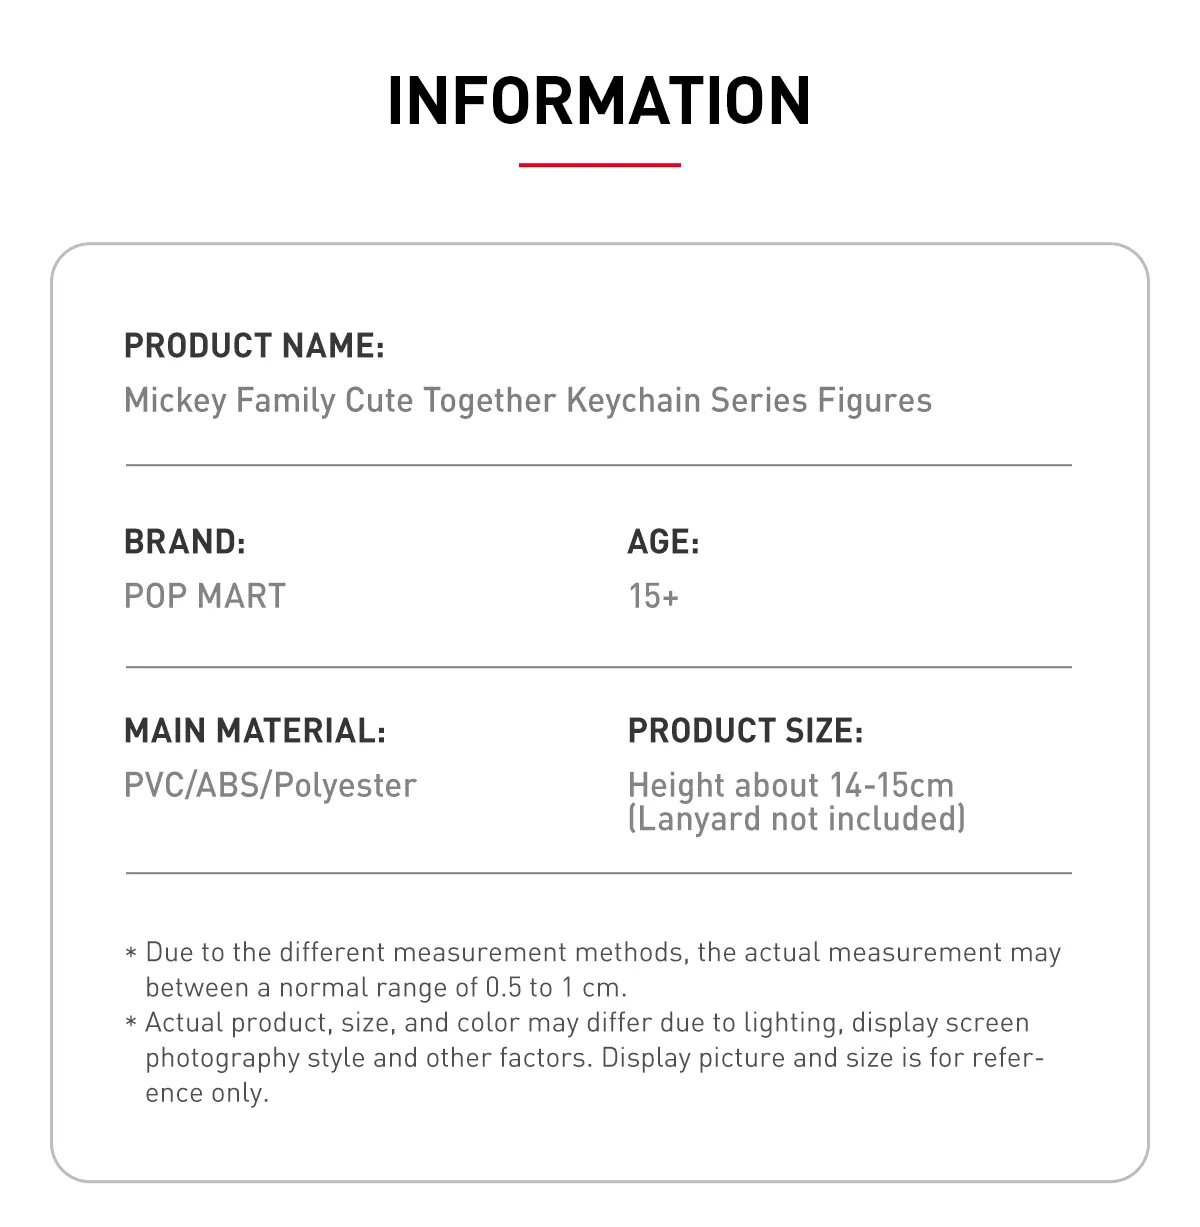 INFORMATION
PRODUCT NAME:
Mickey Family Cute Together Keychain Series Figures
BRAND:
POP MART
AGE:
15+
MAIN MATERIAL:
PVC/ABS/Polyester
PRODUCT SIZE:
Height about 14-15cm
(Lanyard not included)
* Due to the different measurement methods, the actual measurement may
between a normal range of 0.5 to 1 cm.
* Actual product, size, and color may differ due to lighting, display screen
photography style and other factors. Display picture and size is for refer-
ence only.